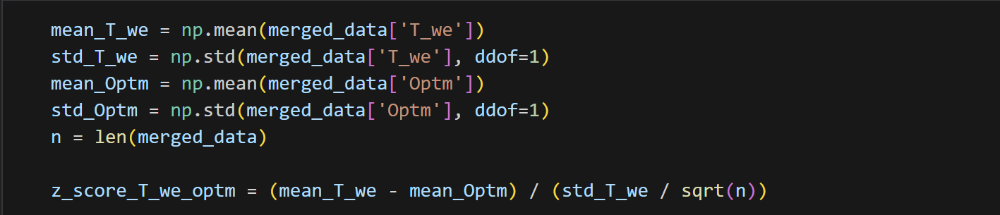 mean_T_we = np.mean(merged_data['T_we'])
std_T_we = np.std(merged_data['T_we'], ddof=1)
mean_Optm = np.mean(merged_data['Optm'])
std_Optm = np.std(merged_data['Optm'], ddof=1)
n = len(merged_data)
z_score_T_we_optm = (mean_T_we - mean_Optm) / (std_T_we / sqrt(n))